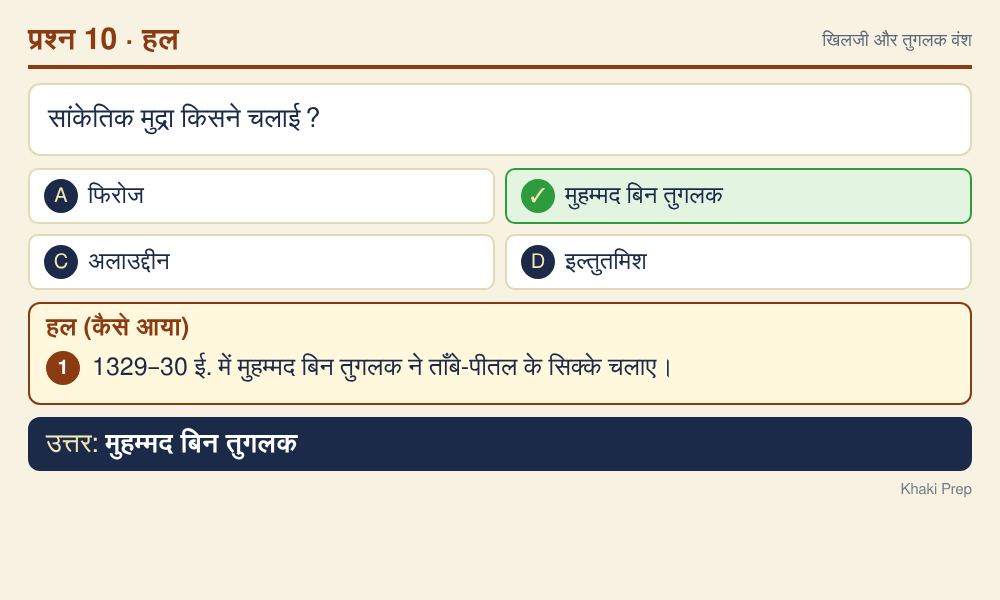 प्रश्न 10 · हल
खिलजी और तुगलक वंश
सांकेतिक मुद्रा किसने चलाई ?
A फिरोज
✓ मुहम्मद बिन तुगलक
C अलाउद्दीन
D इल्तुतमिश
हल (कैसे आया)
1 1329–30 ई. में मुहम्मद बिन तुगलक ने ताँबे-पीतल के सिक्के चलाए।
उत्तर: मुहम्मद बिन तुगलक
Khaki Prep